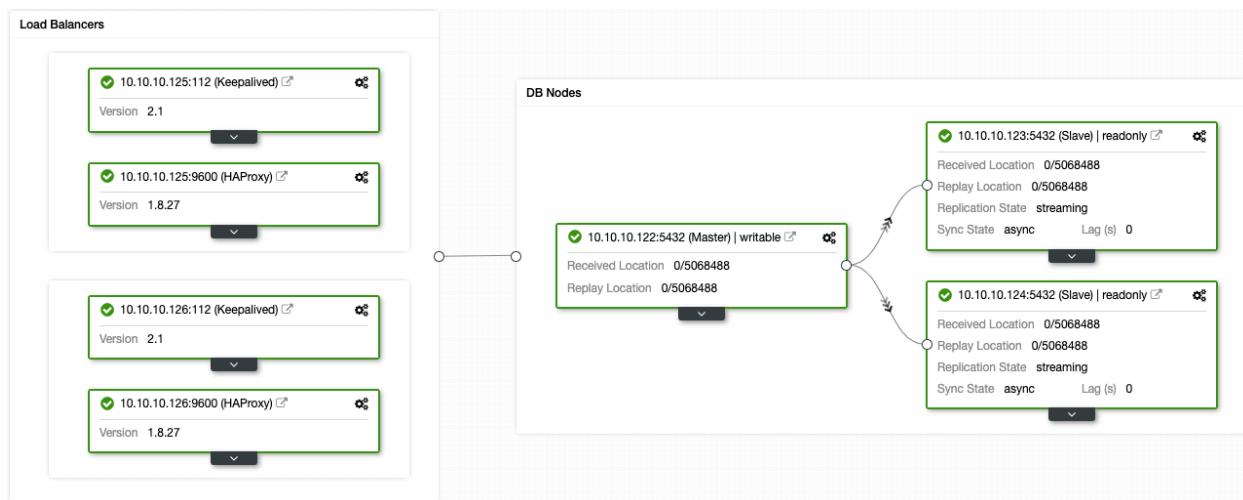 Load Balancers
10.10.10.125:112 (Keepalived)
Version 2.1
10.10.10.125:9600 (HAProxy)
Version 1.8.27
10.10.10.126:112 (Keepalived)
Version 2.1
10.10.10.126:9600 (HAProxy)
Version 1.8.27
DB Nodes
10.10.10.122:5432 (Master) | writable
Received Location 0/5068488
Replay Location 0/5068488
10.10.10.123:5432 (Slave) | readonly
Received Location 0/5068488
Replay Location 0/5068488
Replication State streaming
Sync State async Lag (s) 0
10.10.10.124:5432 (Slave) | readonly
Received Location 0/5068488
Replay Location 0/5068488
Replication State streaming
Sync State async Lag (s) 0